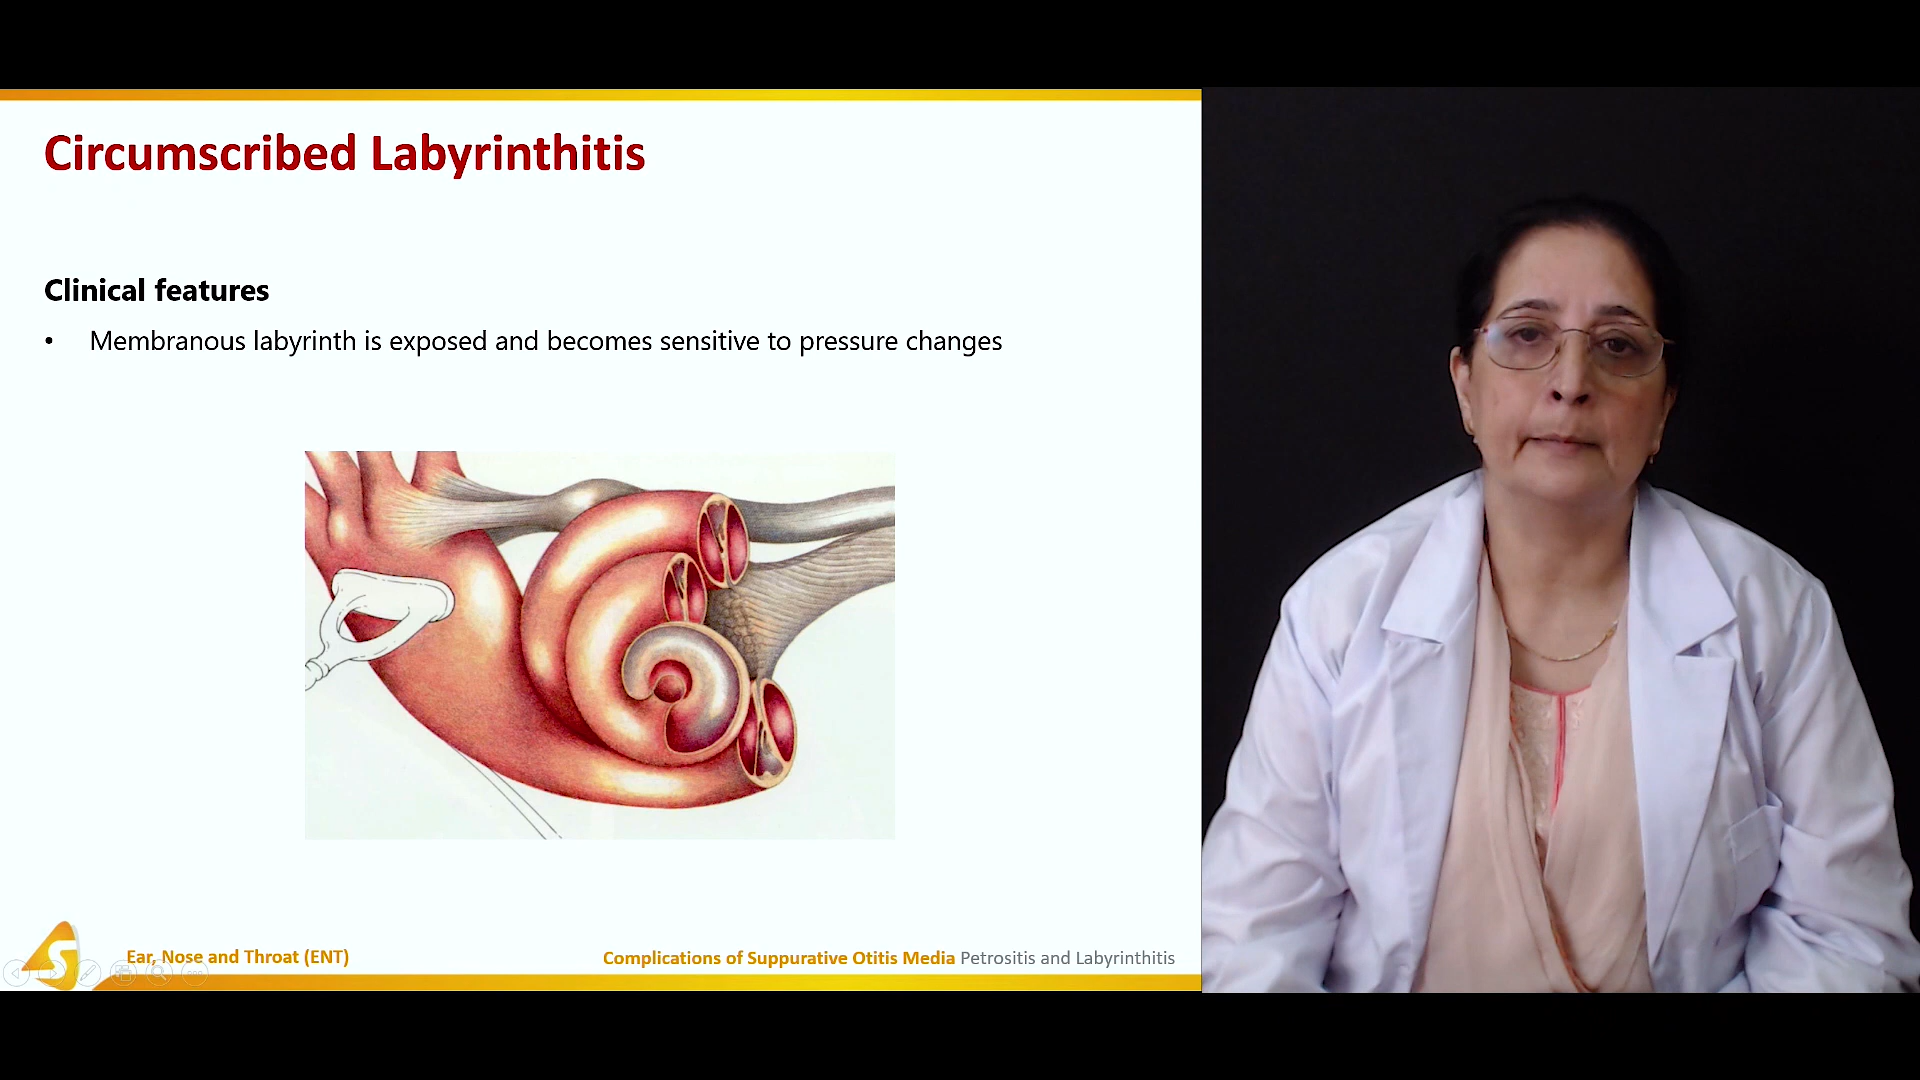 Circumscribed Labyrinthitis
Clinical features
• Membranous labyrinth is exposed and becomes sensitive to pressure changes
S
Ear, Nose and Throat (ENT)
Complications of Suppurative Otitis Media Petrositis and Labyrinthitis